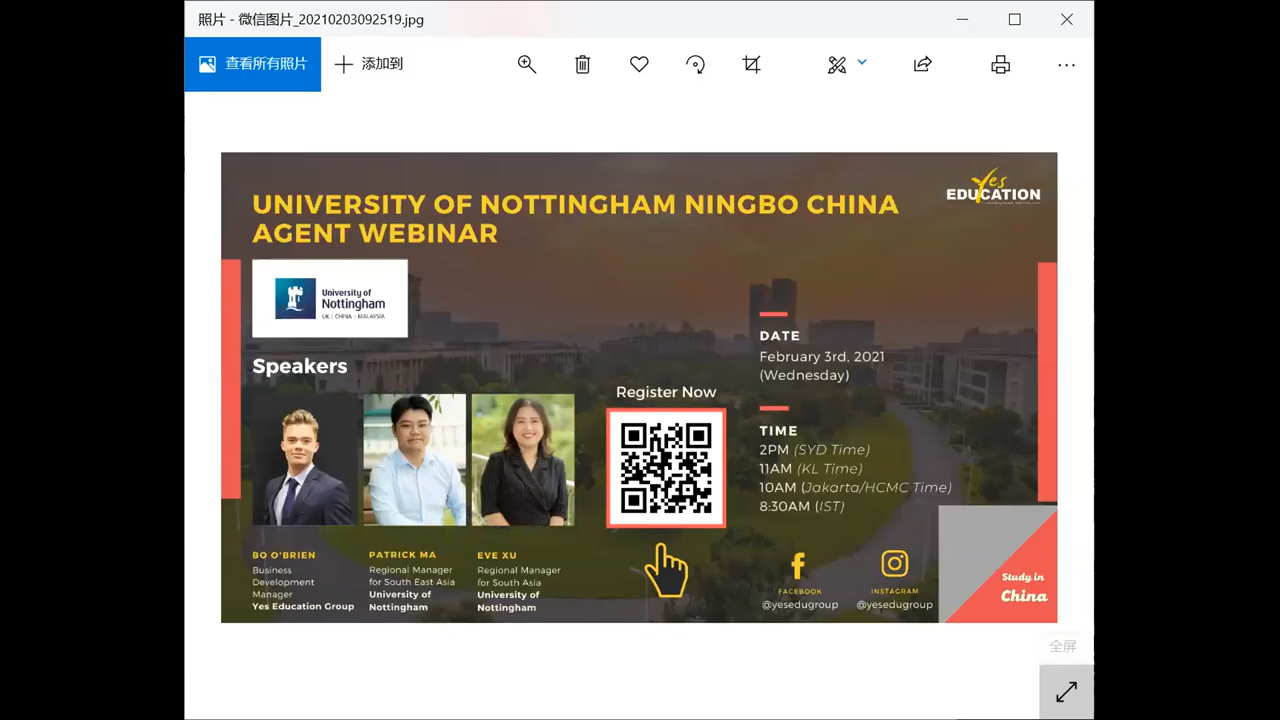 照片 - 微信图片_20210203092519.jpg
查看所有照片
添加到
UNIVERSITY OF NOTTINGHAM NINGBO CHINA
AGENT WEBINAR
Yes
EDUCATION
University of
Nottingham
UK | CHINA | MALAYSIA
Speakers
BO O'BRIEN
Business
Development
Manager
Yes Education Group
PATRICK MA
Regional Manager
for South East Asia
University of
Nottingham
EVE XU
Regional Manager
for South Asia
University of
Nottingham
Register Now
DATE
February 3rd, 2021
(Wednesday)
TIME
2PM (SYD Time)
11AM (KL Time)
10AM (Jakarta/HCMC Time)
8:30AM (IST)
FACEBOOK
@yesedugroup
INSTAGRAM
@yesedugroup
Study in
China
全屏